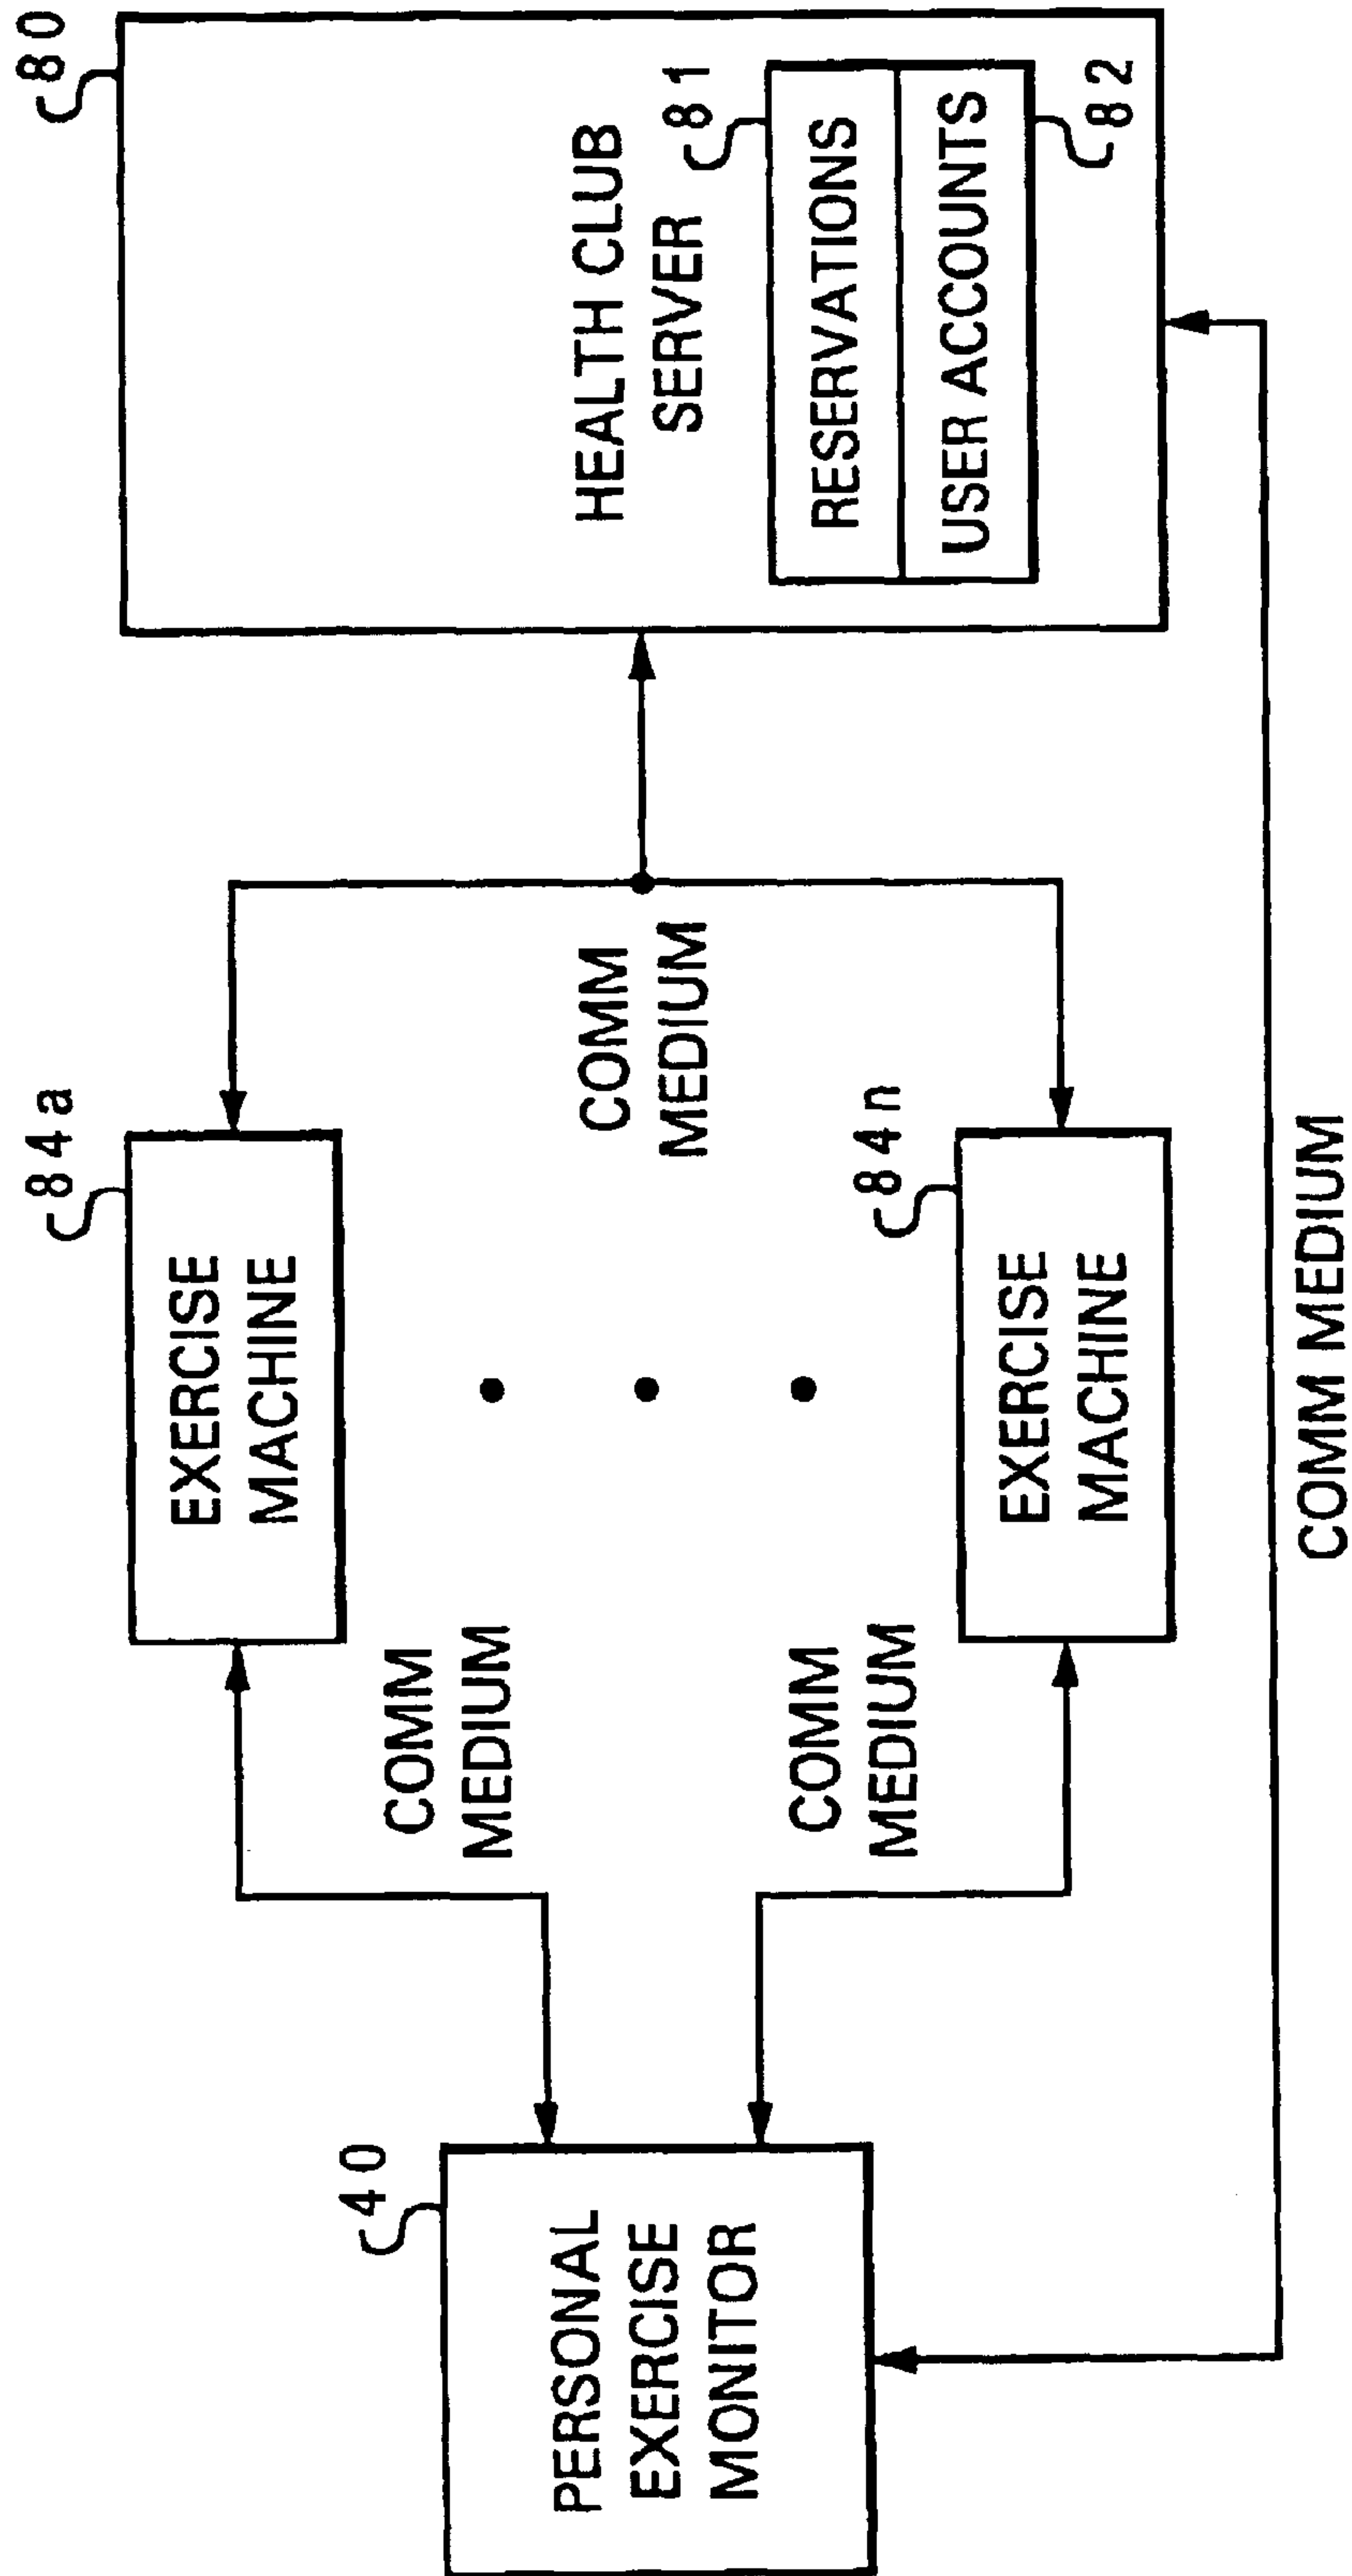 40
PERSONAL
EXERCISE
MONITOR
COMM
MEDIUM
COMM
MEDIUM
84a
EXERCISE
MACHINE
84n
EXERCISE
MACHINE
COMM
MEDIUM
80
HEALTH CLUB
SERVER
81
RESERVATIONS
USER ACCOUNTS
82
COMM MEDIUM